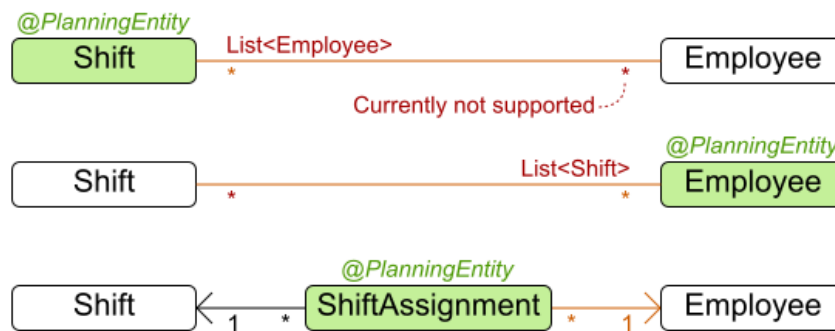 @PlanningEntity
Shift List<Employee> Employee
* *
Currently not supported
@PlanningEntity
Shift List<Shift> Employee
* *
@PlanningEntity
Shift ShiftAssignment Employee
1 * * 1